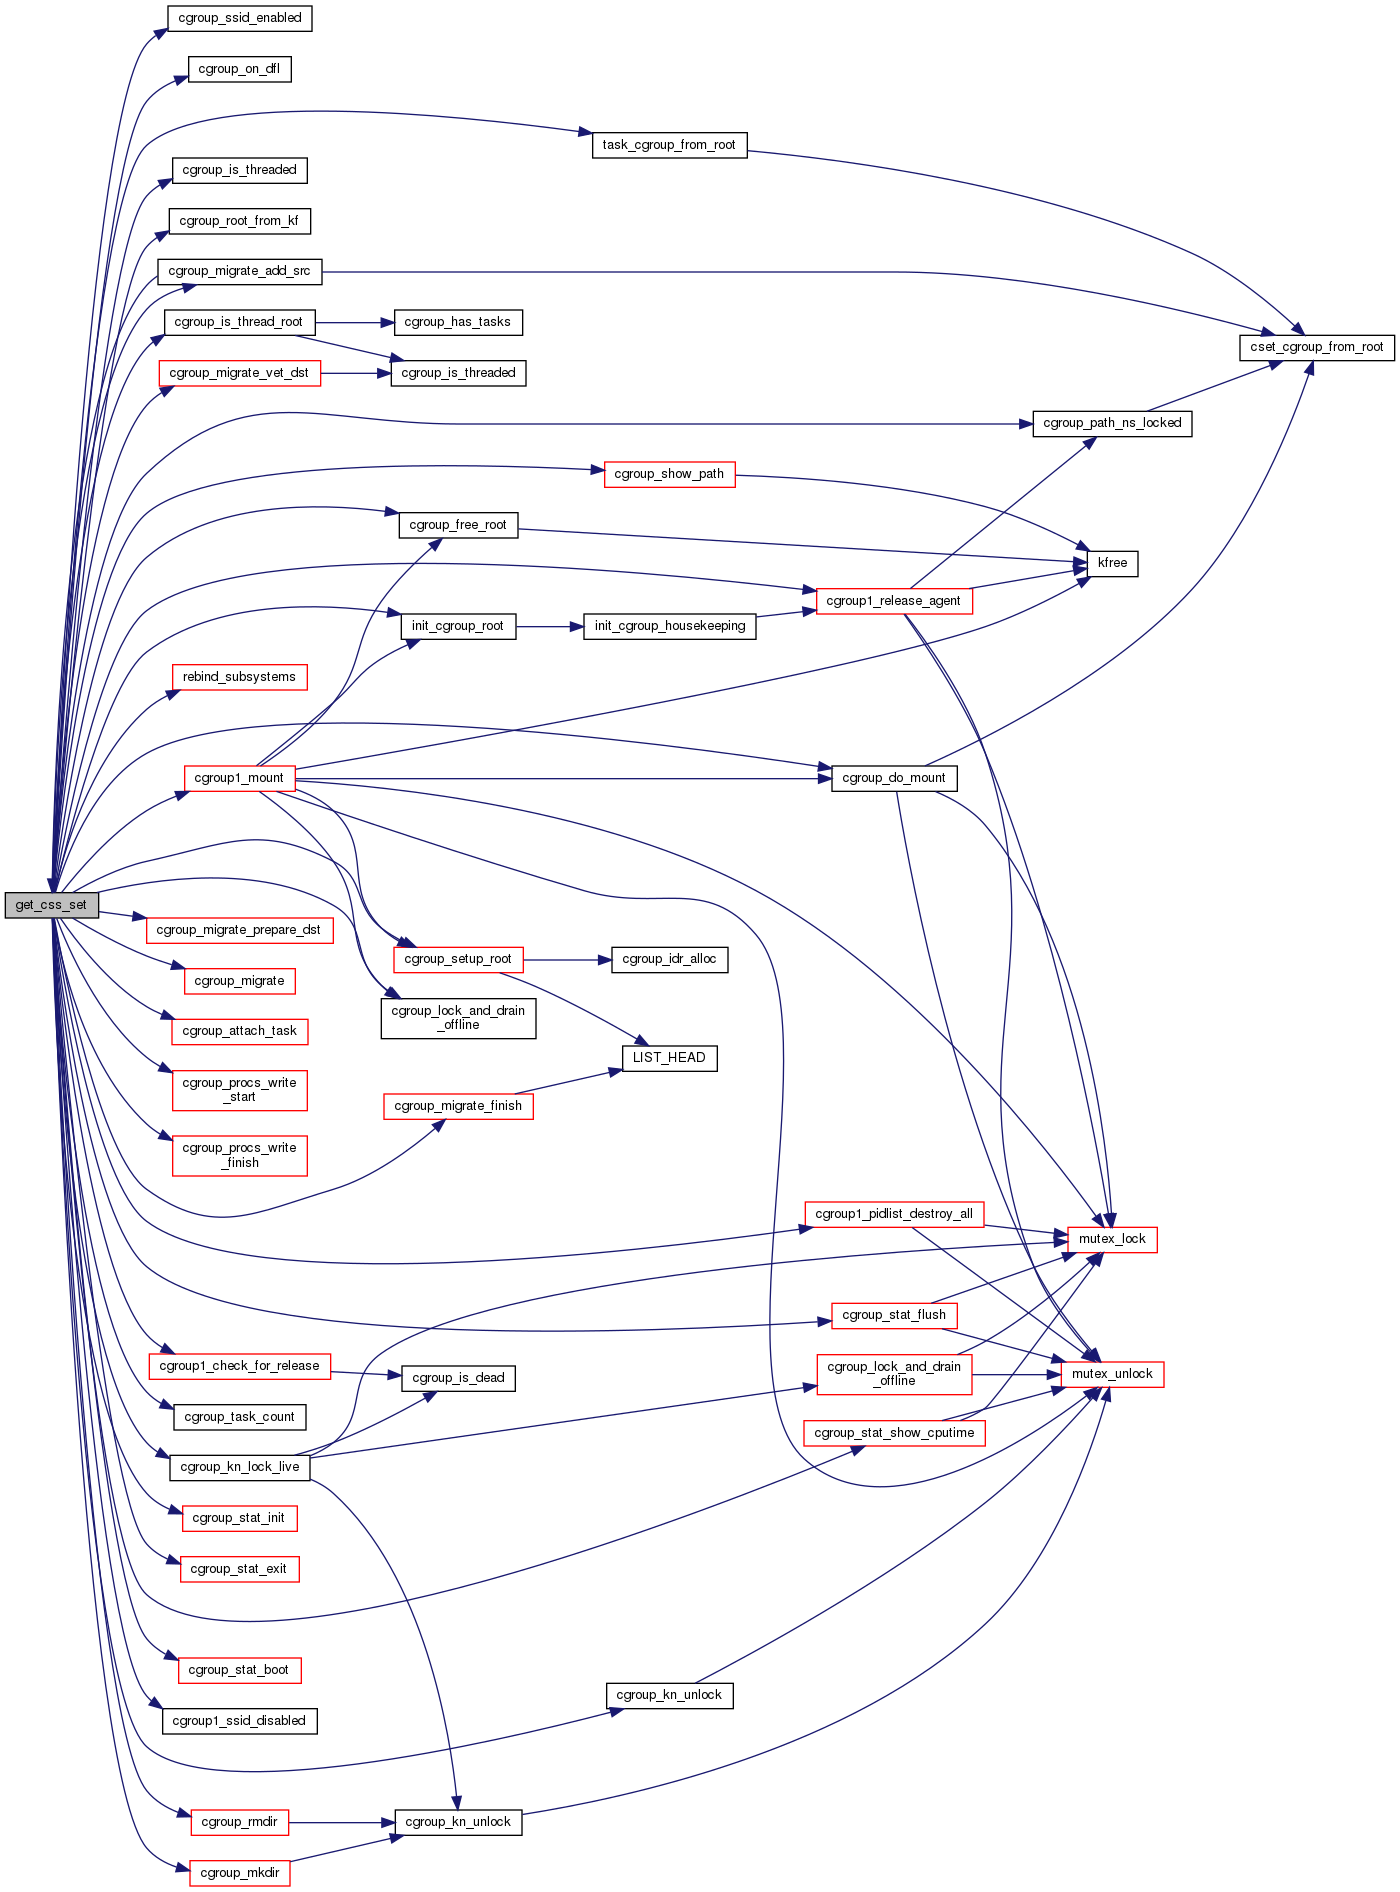 cgroup_ssid_enabled
cgroup_on_dfl
task_cgroup_from_root
cgroup_is_threaded
cgroup_root_from_kf
cgroup_migrate_add_src
cgroup_is_thread_root
cgroup_has_tasks
cset_cgroup_from_root
cgroup_migrate_vet_dst
cgroup_is_threaded
cgroup_path_ns_locked
cgroup_show_path
cgroup_free_root
kfree
cgroup1_release_agent
init_cgroup_root
init_cgroup_housekeeping
rebind_subsystems
cgroup1_mount
cgroup_do_mount
get_css_set
cgroup_migrate_prepare_dst
cgroup_setup_root
cgroup_idr_alloc
cgroup_migrate
cgroup_lock_and_drain
_offline
cgroup_attach_task
LIST_HEAD
cgroup_procs_write
_start
cgroup_migrate_finish
cgroup_procs_write
_finish
cgroup1_pidlist_destroy_all
mutex_lock
cgroup_stat_flush
cgroup1_check_for_release
cgroup_is_dead
cgroup_lock_and_drain
_offline
mutex_unlock
cgroup_task_count
cgroup_stat_show_cputime
cgroup_kn_lock_live
cgroup_stat_init
cgroup_stat_exit
cgroup_stat_boot
cgroup_kn_unlock
cgroup1_ssid_disabled
cgroup_rmdir
cgroup_kn_unlock
cgroup_mkdir